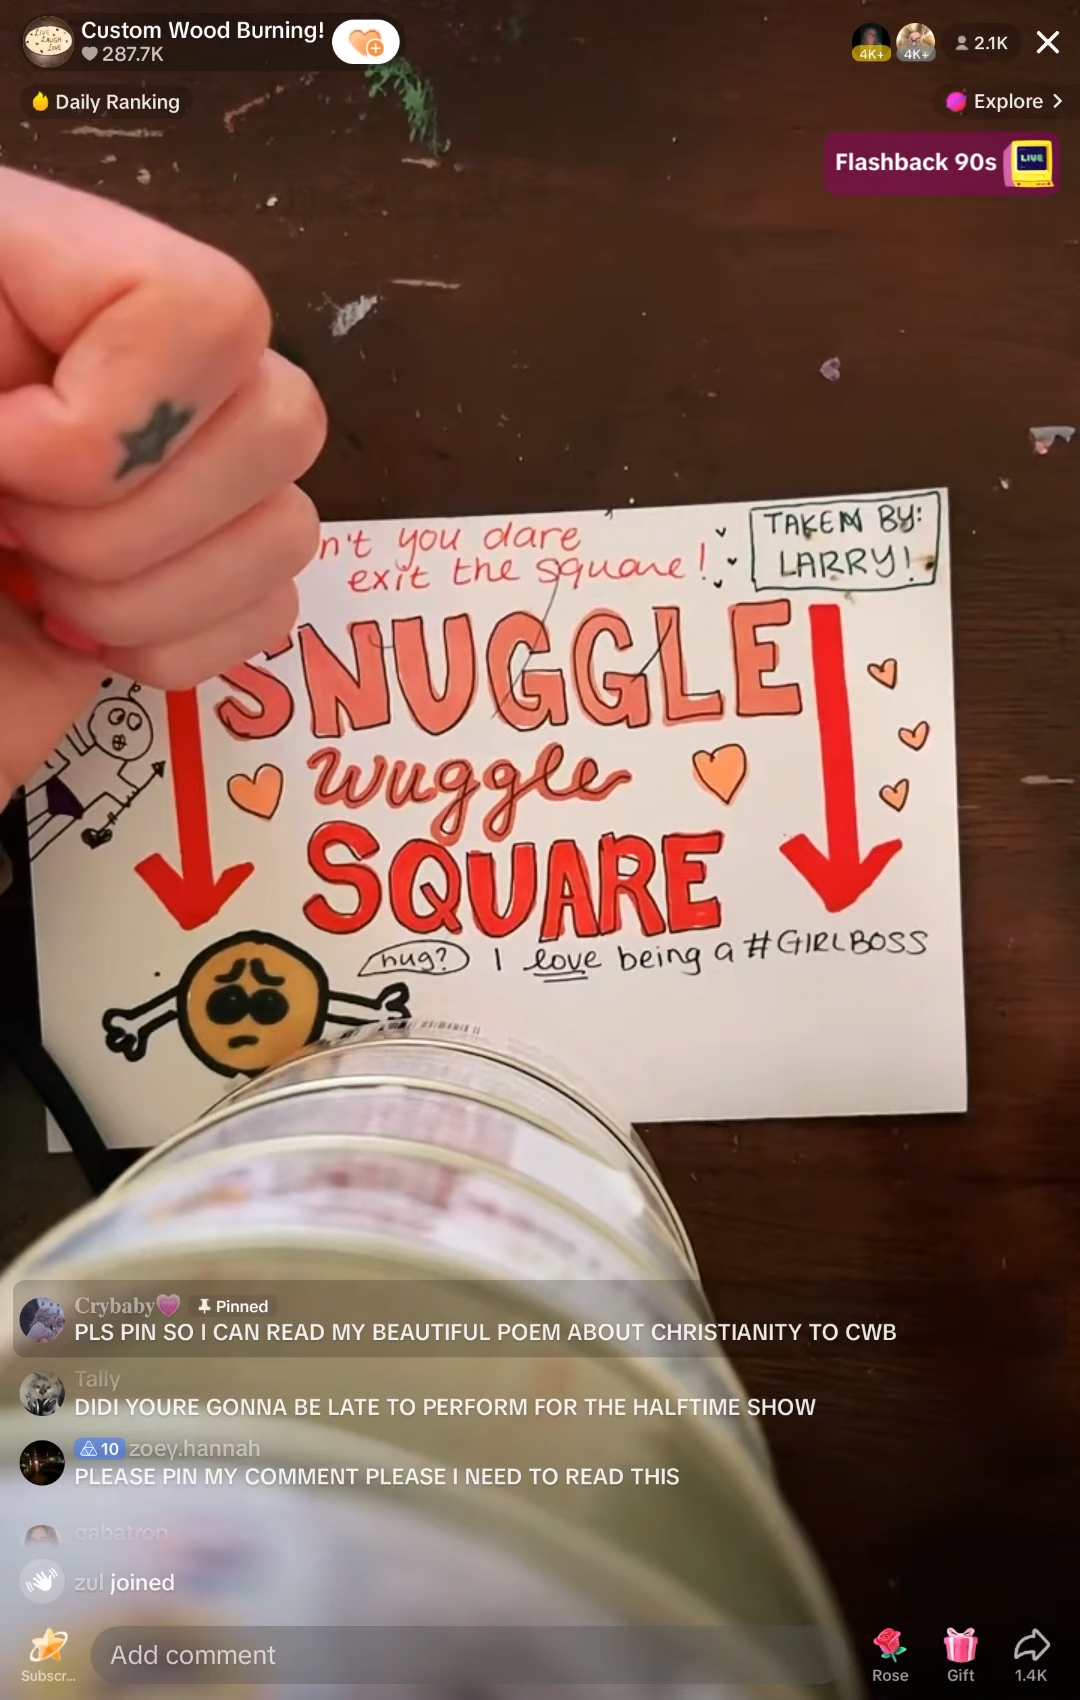 Custom Wood Burning!
287.7K
4K+
4K+
2.1K
Daily Ranking
Explore
Flashback 90s
LIVE
n't you dare
exit the square!
TAKEN BY:
LARRY!
SNUGGLE
wuggle
SQUARE
hug? I love being a #GIRLBOSS
Crybaby Pinned
PLS PIN SO I CAN READ MY BEAUTIFUL POEM ABOUT CHRISTIANITY TO CWB
Tally
DIDI YOURE GONNA BE LATE TO PERFORM FOR THE HALFTIME SHOW
10 zoey.hannah
PLEASE PIN MY COMMENT PLEASE I NEED TO READ THIS
gabatron
zul joined
Subscr...
Add comment
Rose
Gift
1.4K